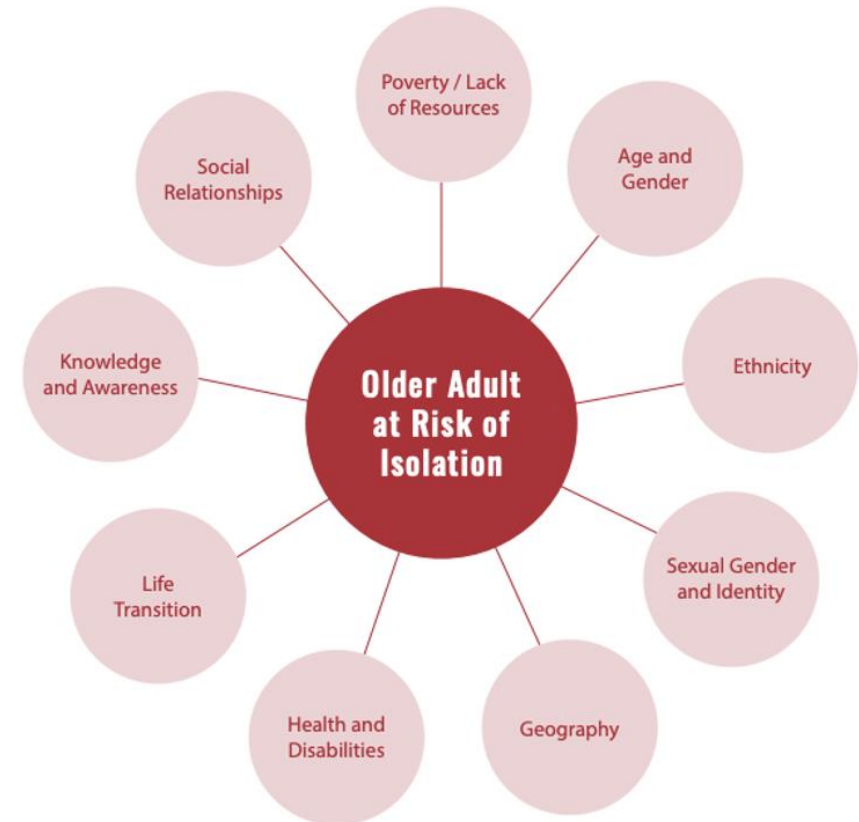 Poverty / Lack
of Resources
Age and
Gender
Ethnicity
Sexual Gender
and Identity
Geography
Health and
Disabilities
Life
Transition
Knowledge
and Awareness
Social
Relationships
Older Adult
at Risk of
Isolation